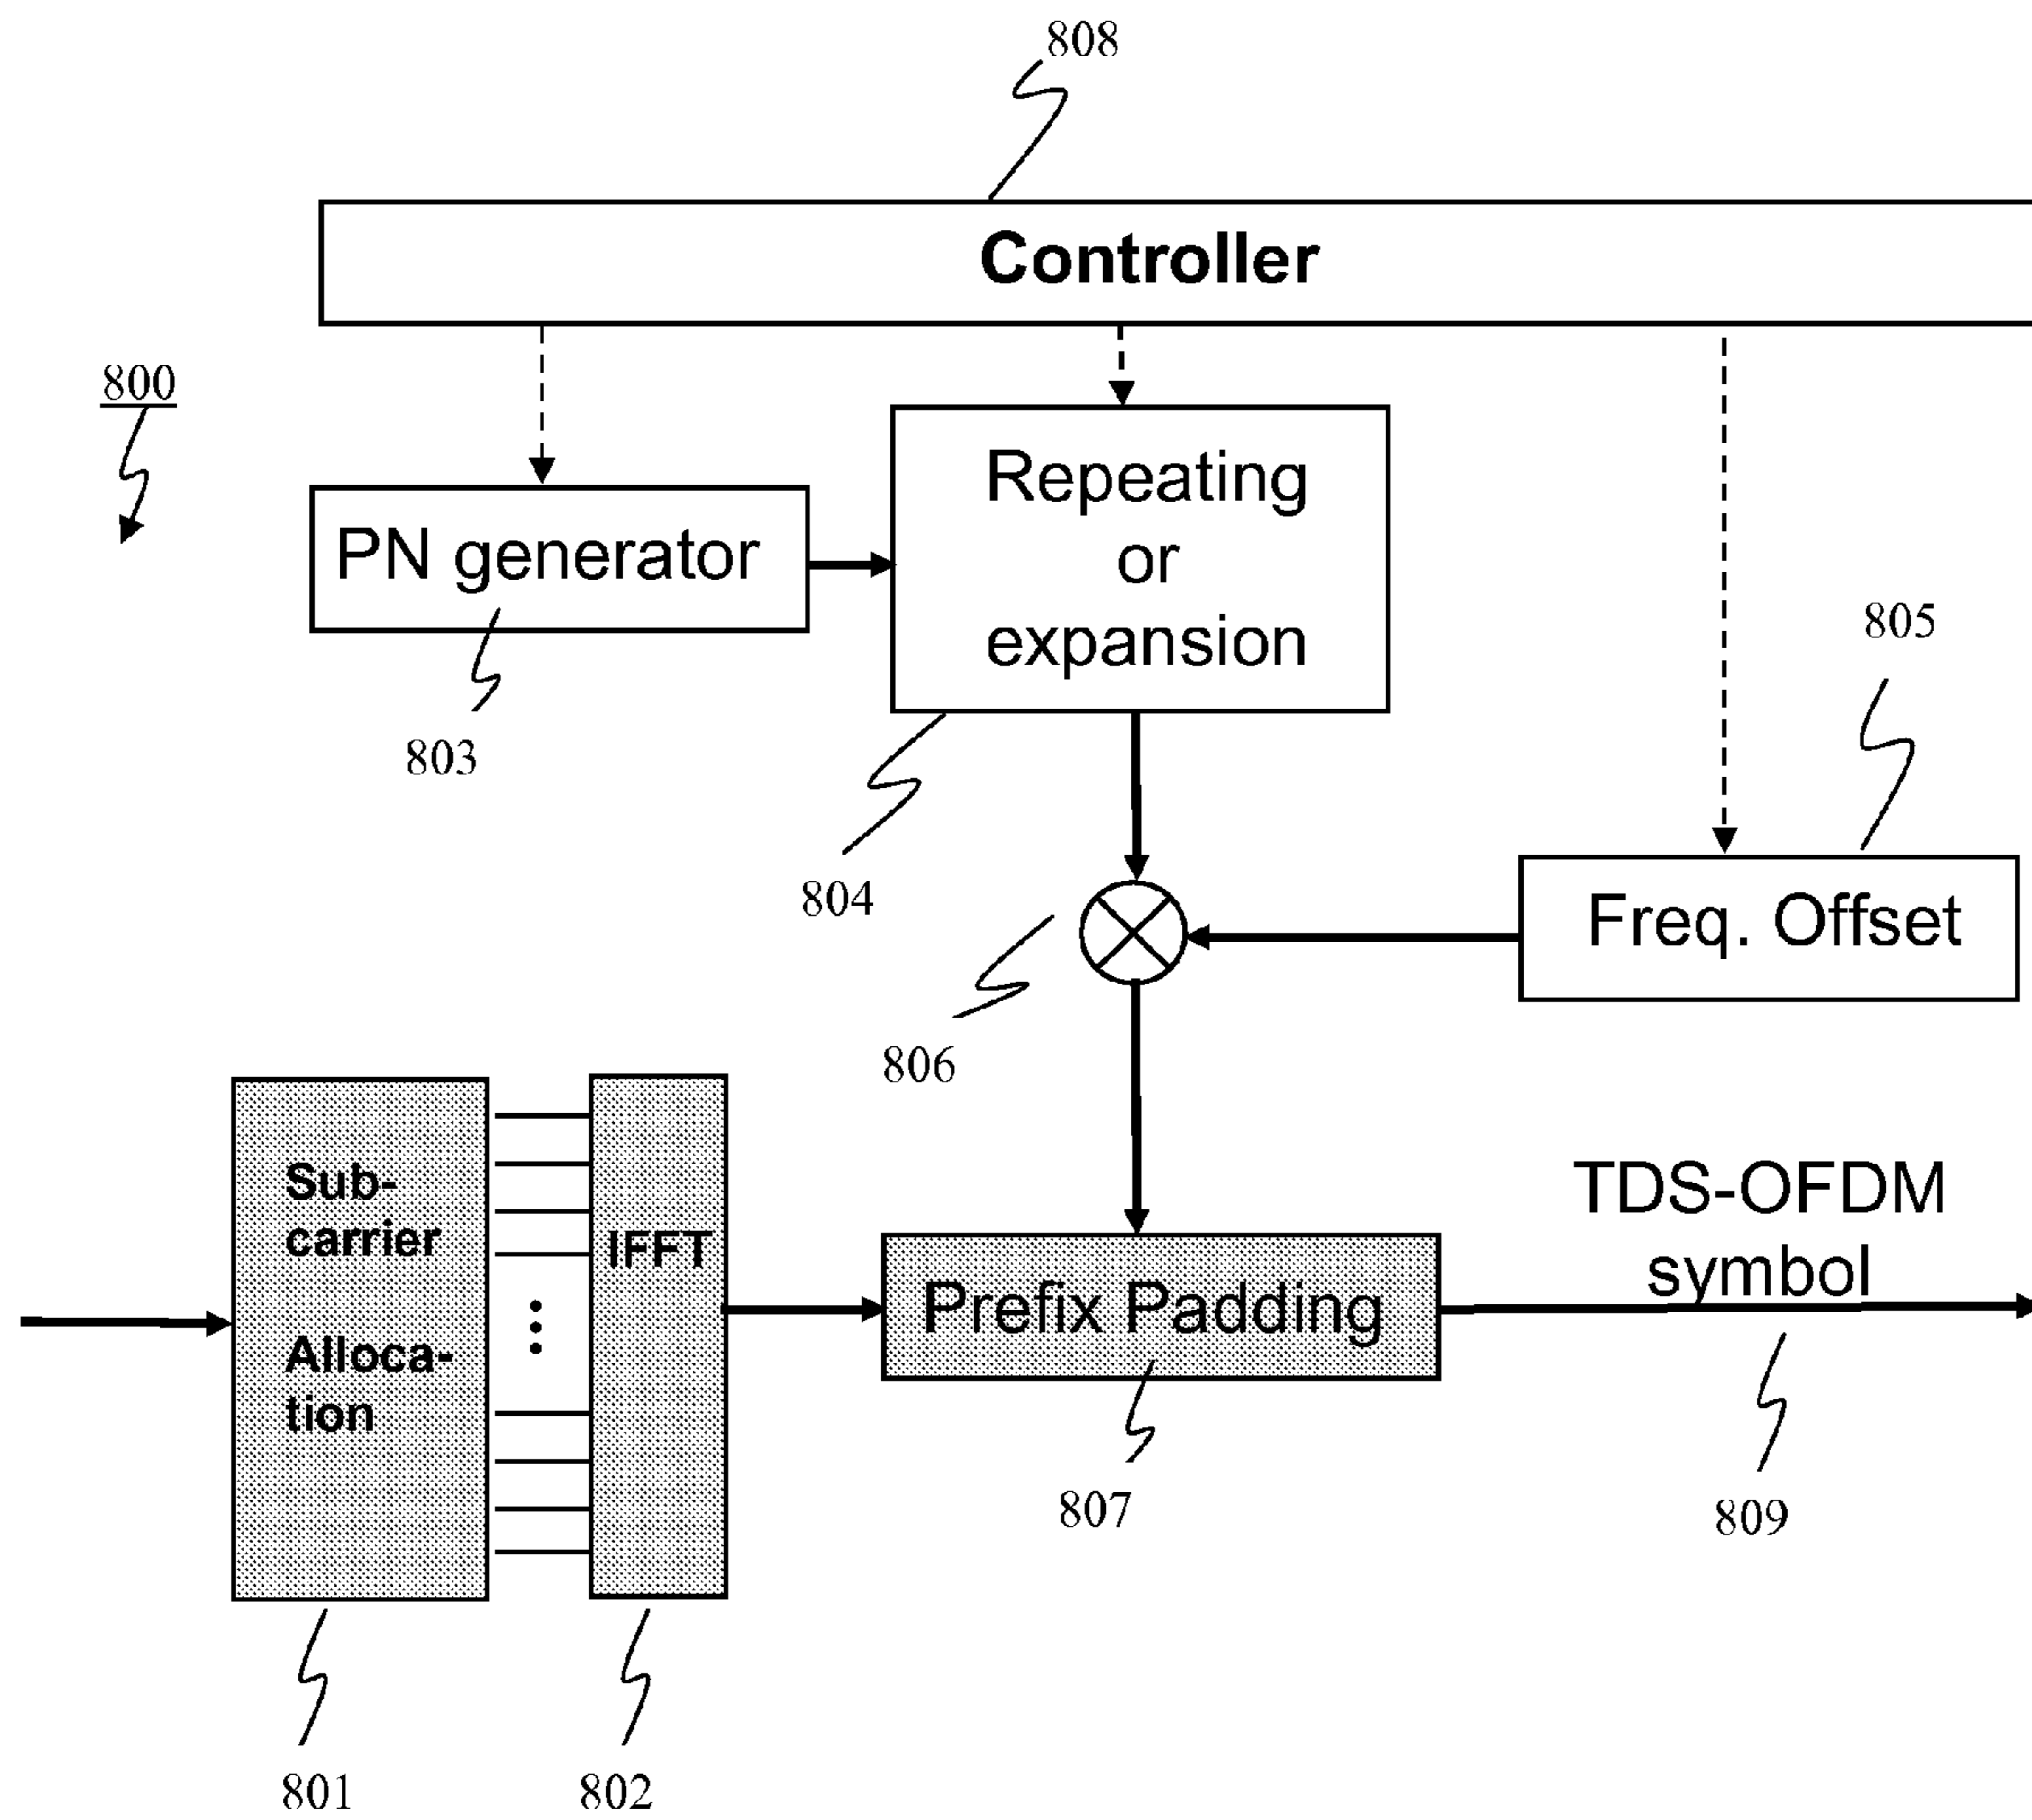 808
Controller
800
Repeating
or
expansion
PN generator
805
803
804
Freq. Offset
806
Sub-
carrier
Alloca-
tion
IFFT
Prefix Padding
TDS-OFDM
symbol
807
809
801
802